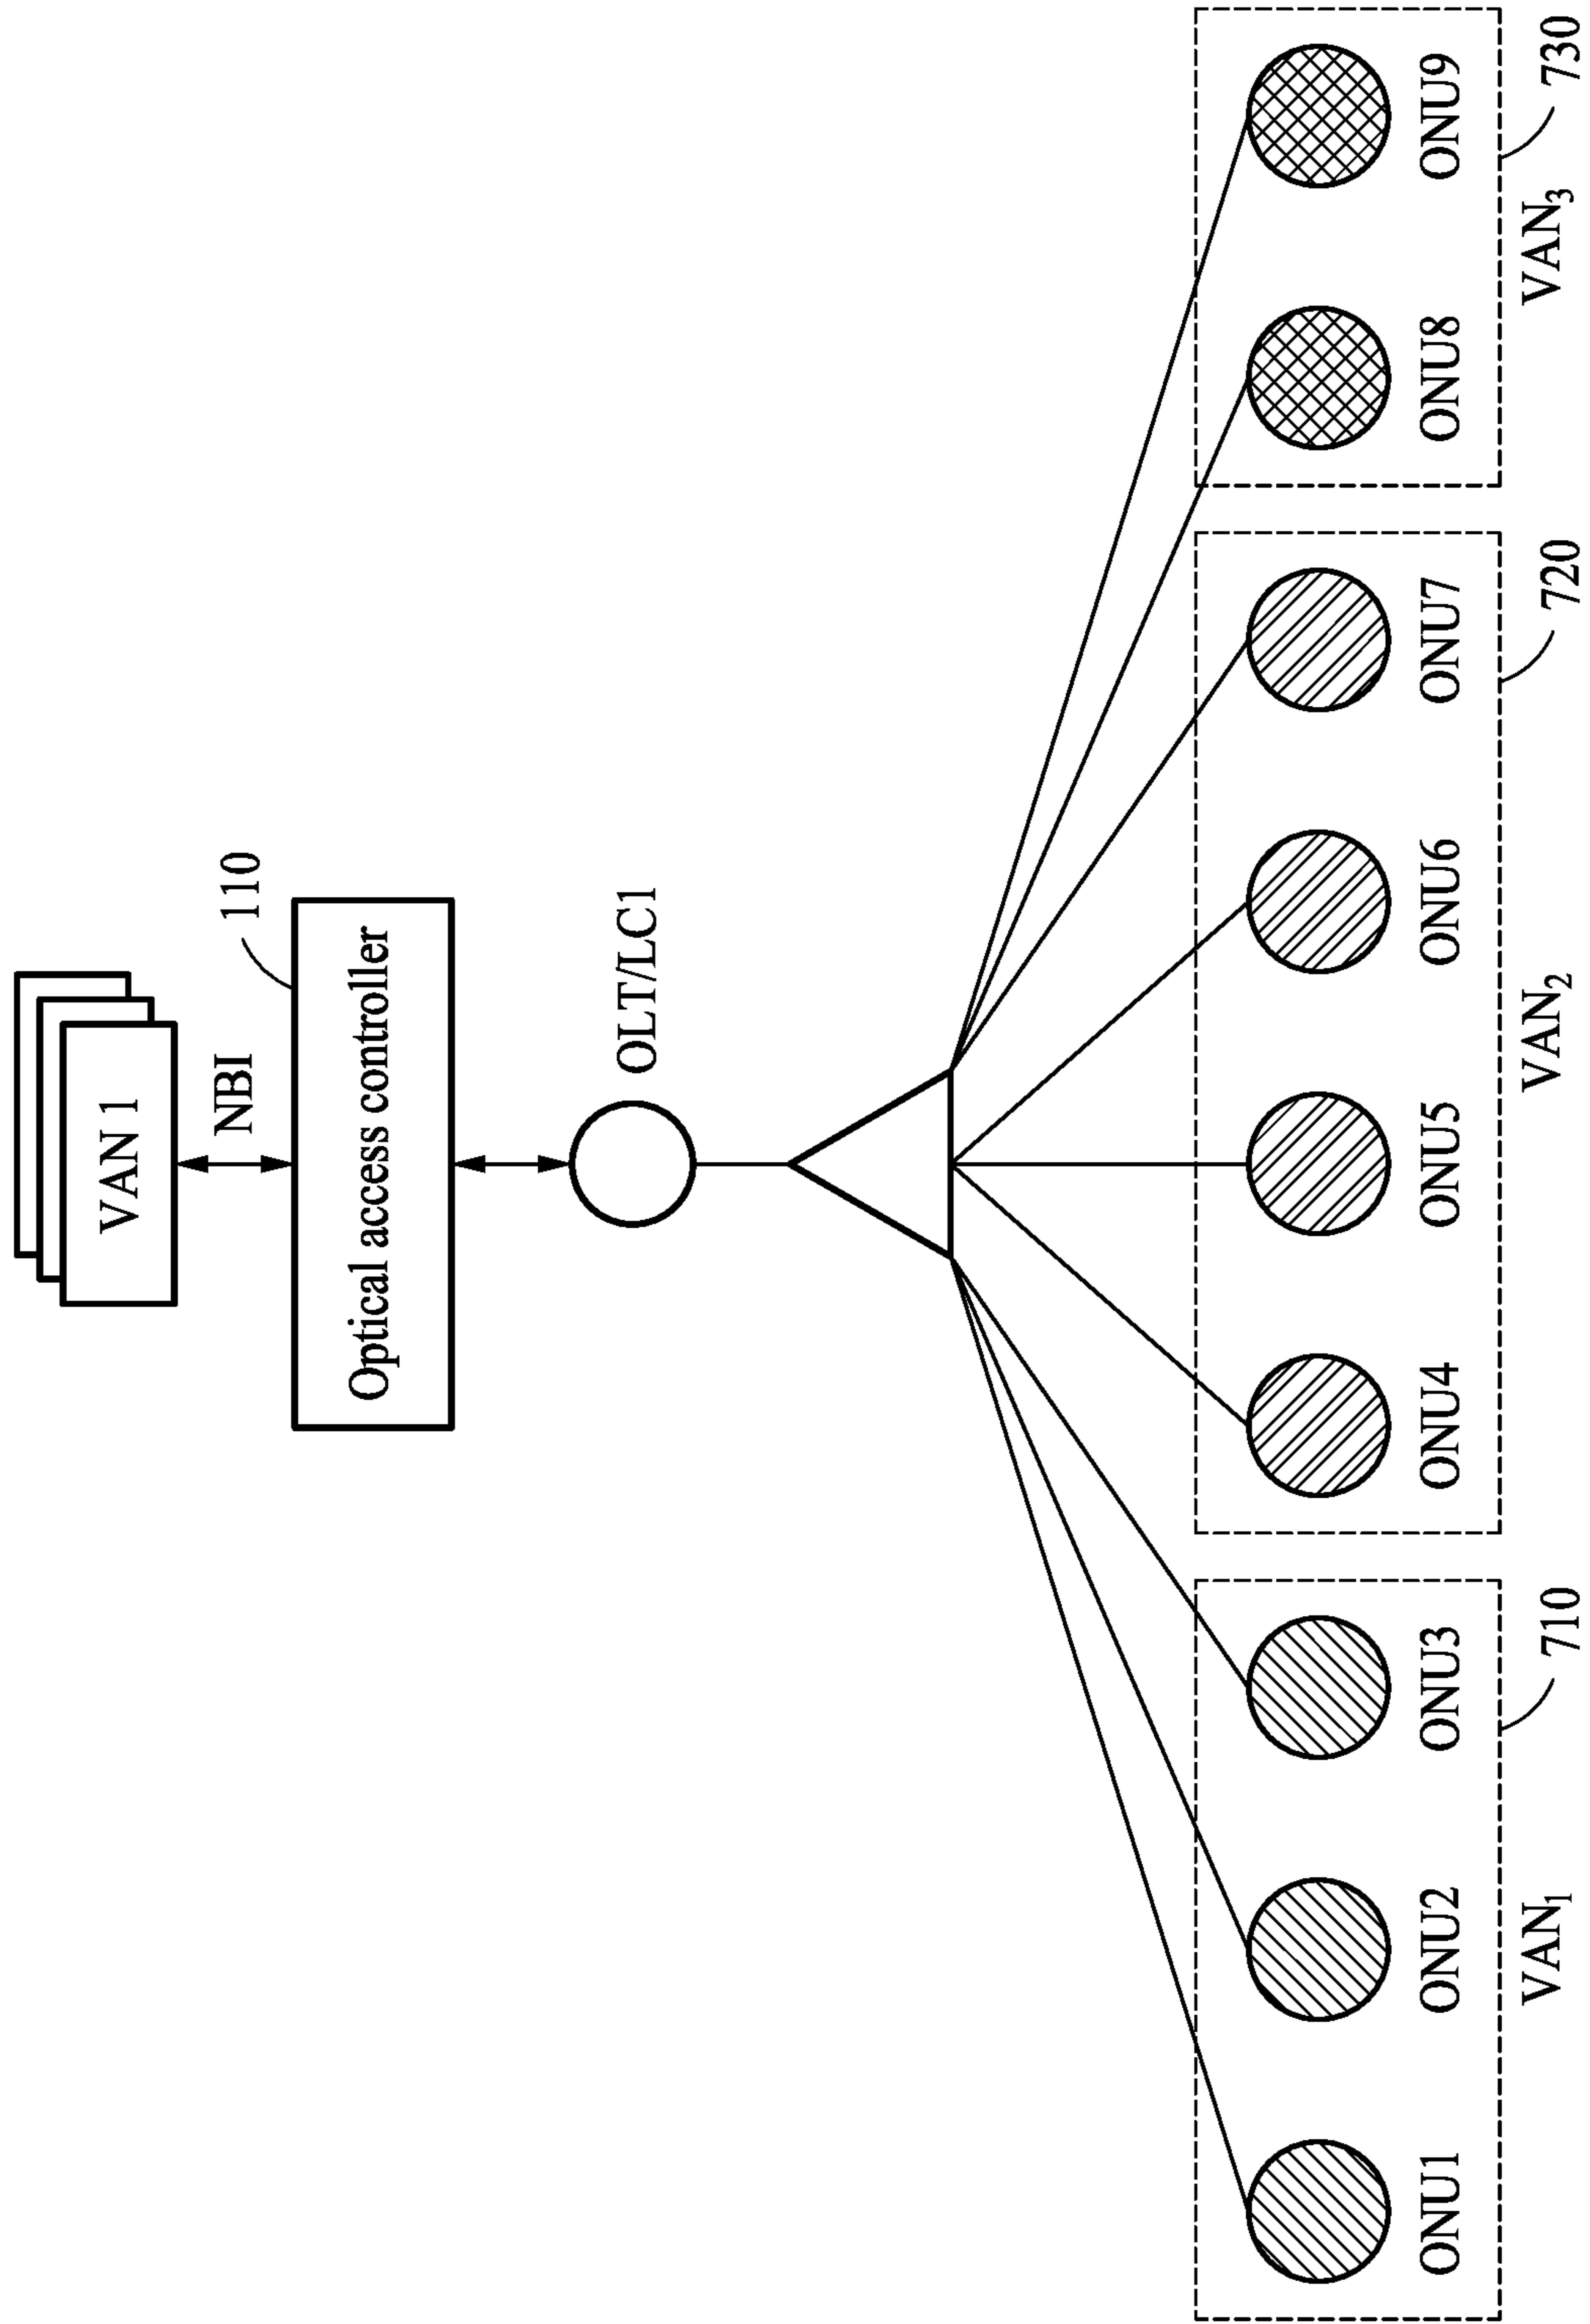 VAN 1
NBI
110
Optical access controller
OLT/LC1
ONU1 ONU2 ONU3 ONU4 ONU5 ONU6 ONU7 ONU8 ONU9
VAN₁ 710 VAN₂ 720 VAN₃ 730